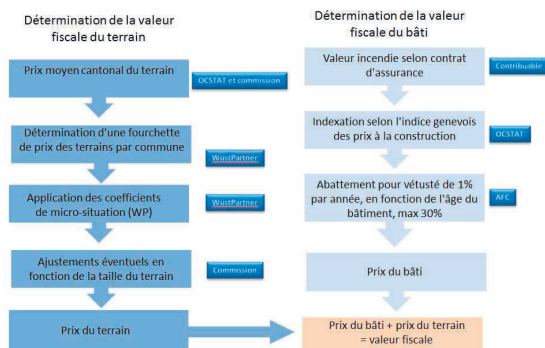 Détermination de la valeur
fiscale du terrain
Prix moyen cantonal du terrain
OCSTAT et commission
Détermination d'une fourchette
de prix des terrains par commune
WustPartner
Application des coefficients
de micro-situation (WP)
WustPartner
Ajustements éventuels en
fonction de la taille du terrain
Commission
Prix du terrain
Détermination de la valeur
fiscale du bâti
Valeur incendie selon contrat
d'assurance
Contribuable
Indexation selon l'indice genevois
des prix à la construction
OCSTAT
Abattement pour vétusté de 1%
par année, en fonction de l'âge du
bâtiment, max 30%
AFC
Prix du bâti
Prix du bâti + prix du terrain
= valeur fiscale